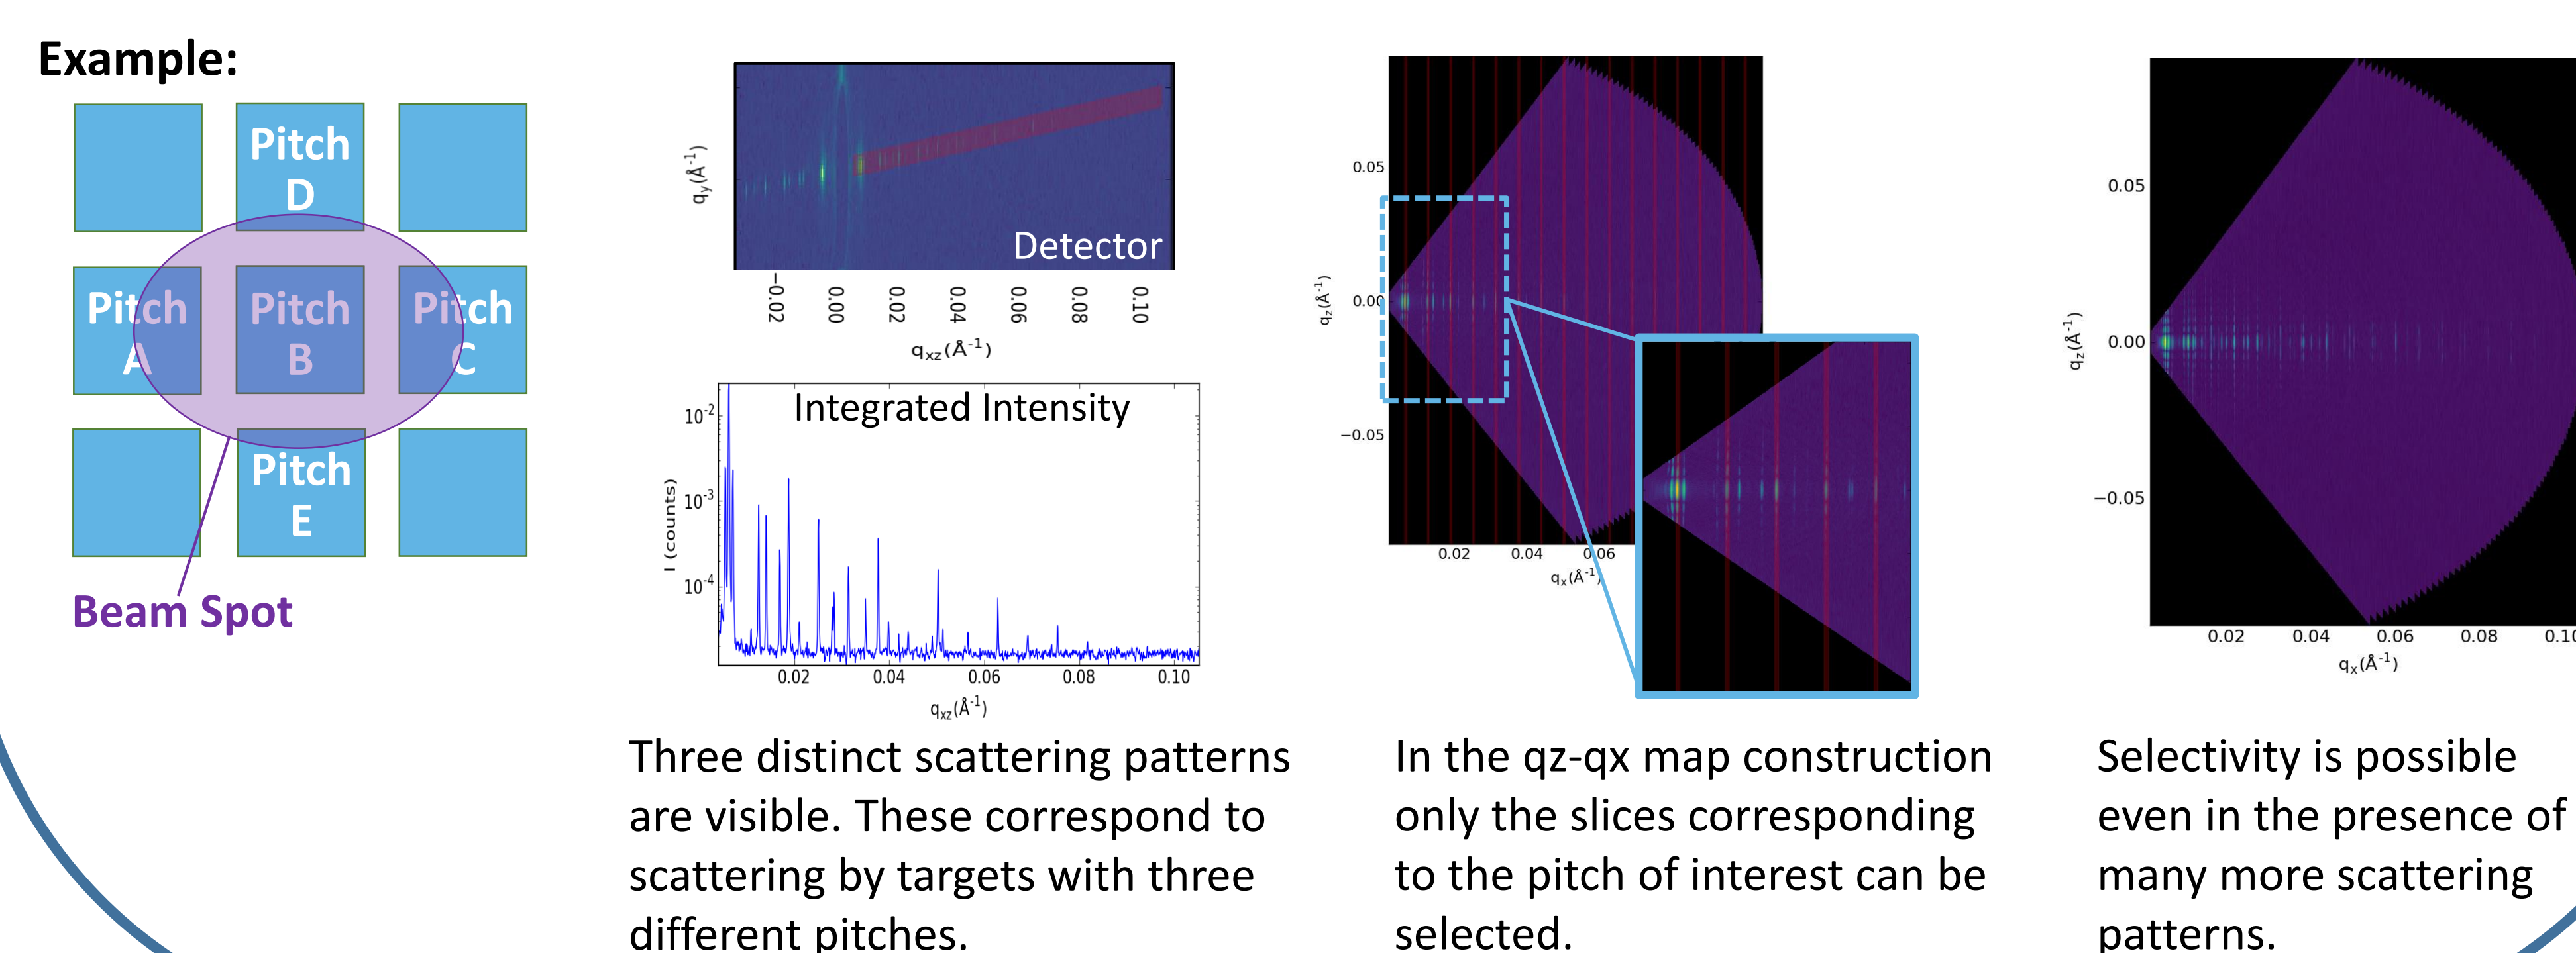 Example:
Pitch
D
Pitch
A
Pitch
B
Pitch
C
Pitch
E
Beam Spot
qy(Å-1)
Detector
−0.02
0.00
0.02
0.04
0.06
0.08
0.10
qxz(Å-1)
Integrated Intensity
I (counts)
10-2
10-3
10-4
0.02
0.04
0.06
0.08
0.10
qxz(Å-1)
Three distinct scattering patterns
are visible. These correspond to
scattering by targets with three
different pitches.
qz(Å-1)
0.05
0.00
−0.05
0.02
0.04
0.06
qx(Å-1)
In the qz-qx map construction
only the slices corresponding
to the pitch of interest can be
selected.
qz(Å-1)
0.05
0.00
−0.05
0.02
0.04
0.06
0.08
0.10
qx(Å-1)
Selectivity is possible
even in the presence of
many more scattering
patterns.